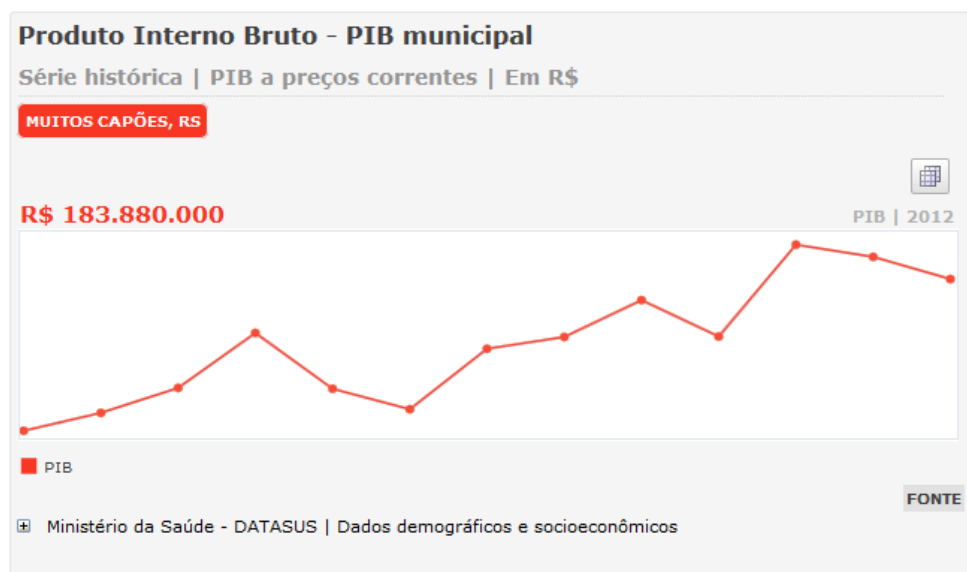 Produto Interno Bruto - PIB municipal
Série histórica | PIB a preços correntes | Em R$
MUITOS CAPÕES, RS
R$ 183.880.000
PIB | 2012
PIB
FONTE
Ministério da Saúde - DATASUS | Dados demográficos e socioeconômicos